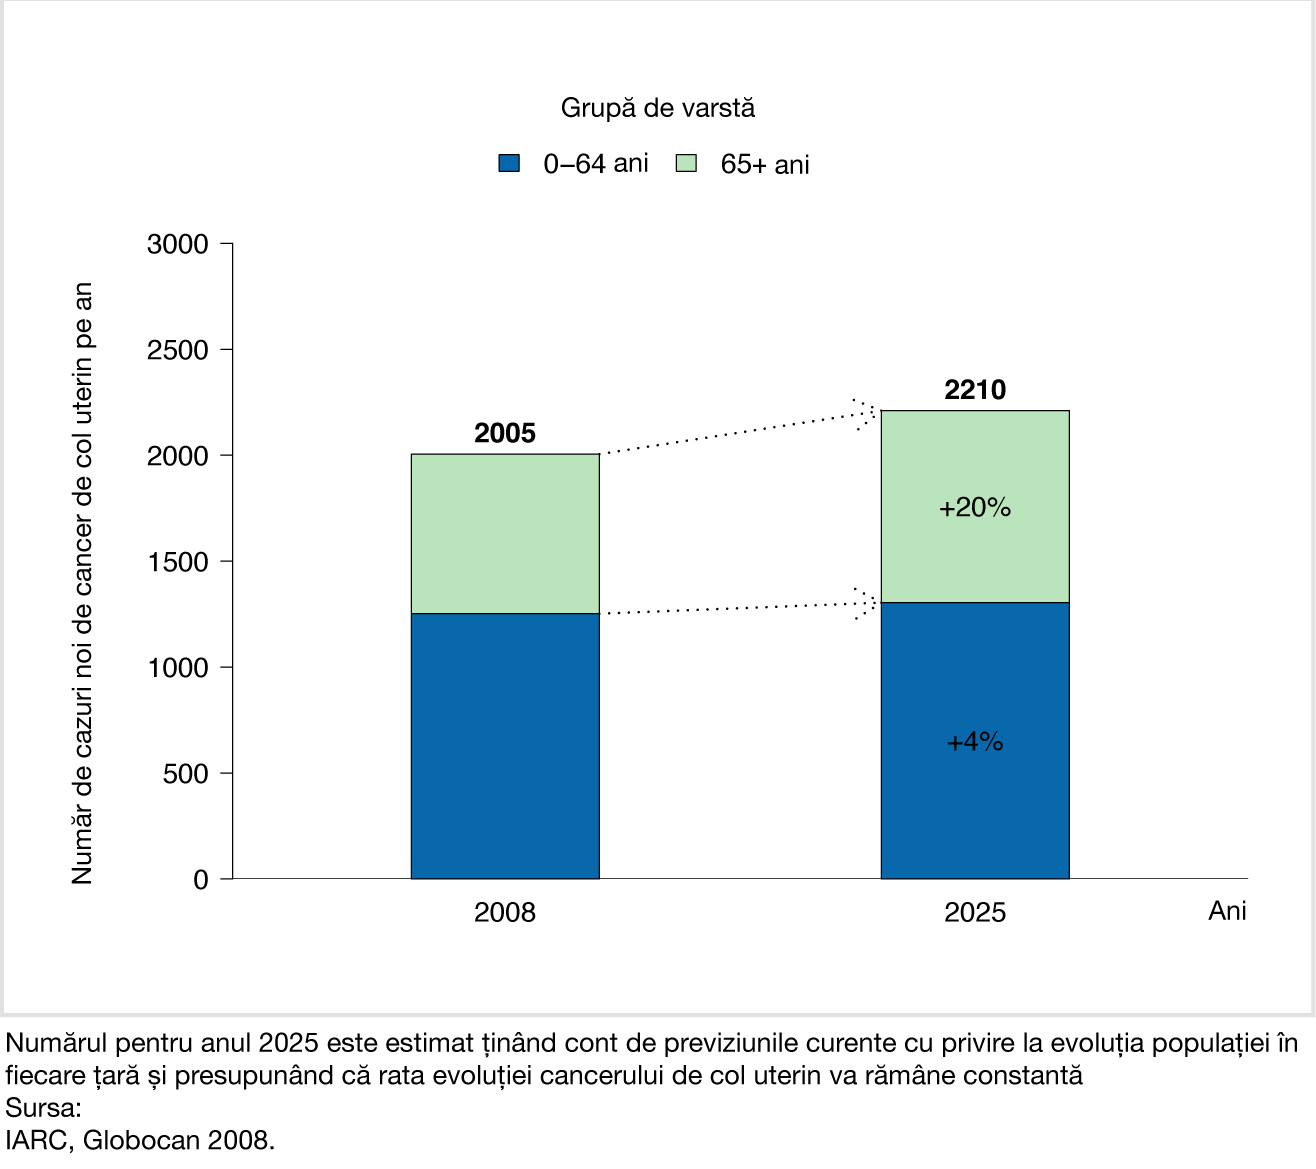 Grupă de varstă
0–64 ani 65+ ani
Număr de cazuri noi de cancer de col uterin pe an
3000
2500
2000
1500
1000
500
0
2005
2210
+20%
+4%
2008
2025
Ani
Numărul pentru anul 2025 este estimat ținând cont de previziunile curente cu privire la evoluția populației în
fiecare țară și presupunând că rata evoluției cancerului de col uterin va rămâne constantă
Sursa:
IARC, Globocan 2008.